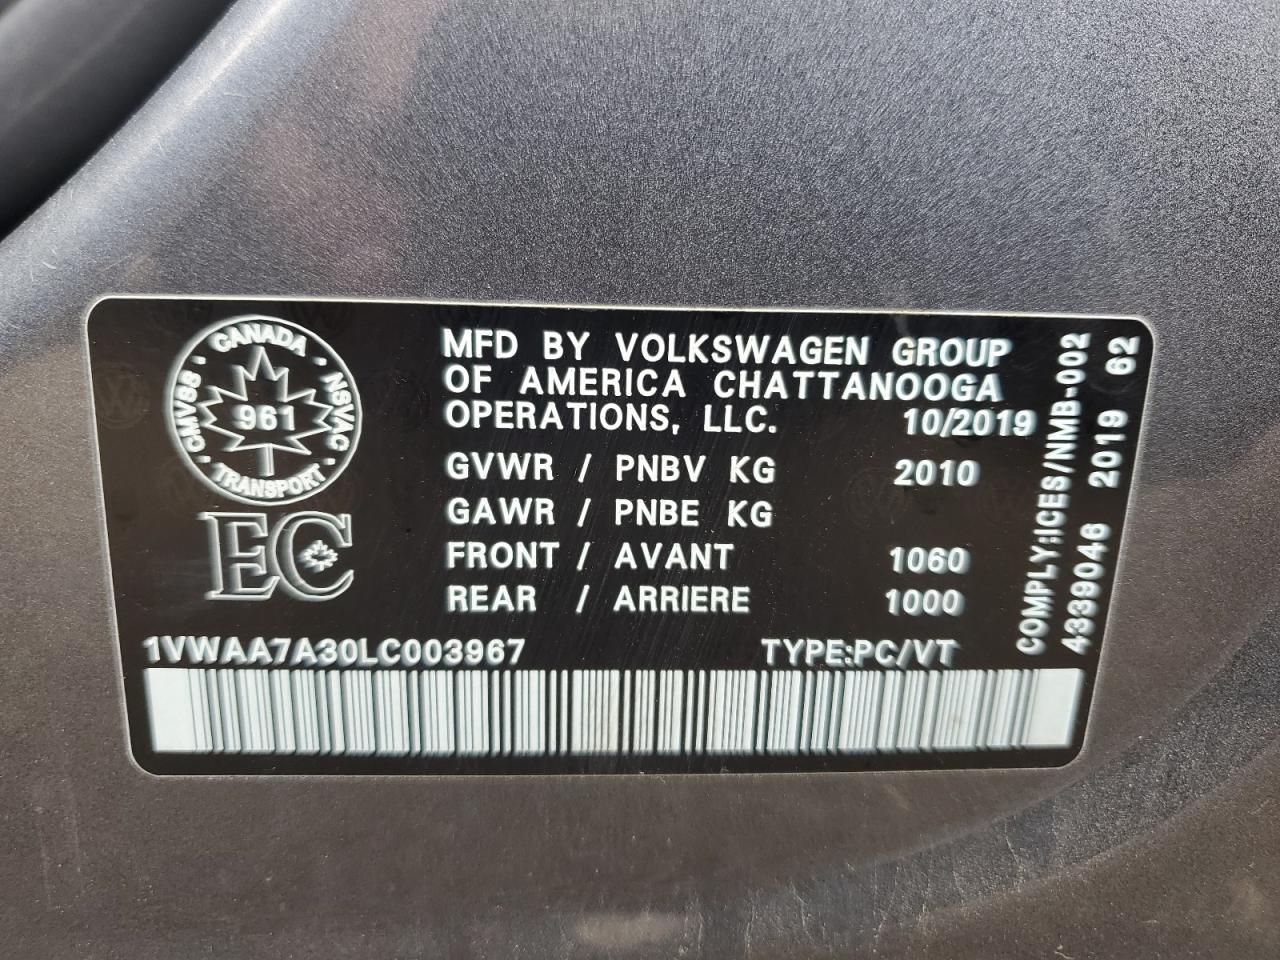 CANADA
CMVSS
NSVAC
961
TRANSPORT
EC
MFD BY VOLKSWAGEN GROUP
OF AMERICA CHATTANOOGA
OPERATIONS, LLC. 10/2019
GVWR / PNBV KG 2010
GAWR / PNBE KG
FRONT / AVANT 1060
REAR / ARRIERE 1000
1VWAA7A30LC003967 TYPE:PC/VT
COMPLY:ICES/NMB-002
4339046 2019 62